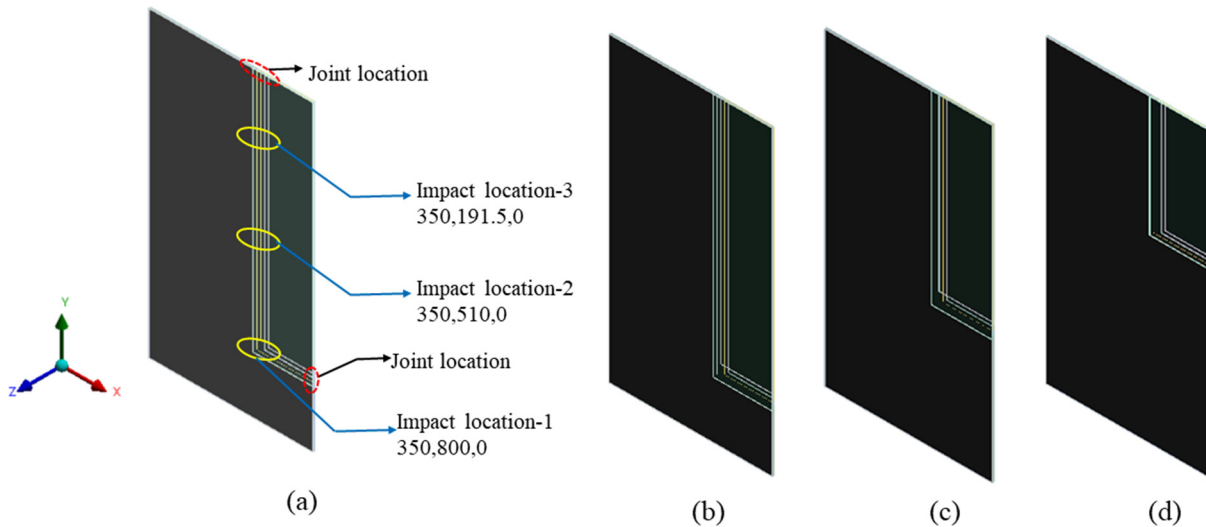 Joint location
Impact location-3
350,191.5,0
Impact location-2
350,510,0
Joint location
Impact location-1
350,800,0
Y
Z
X
(a)
(b)
(c)
(d)